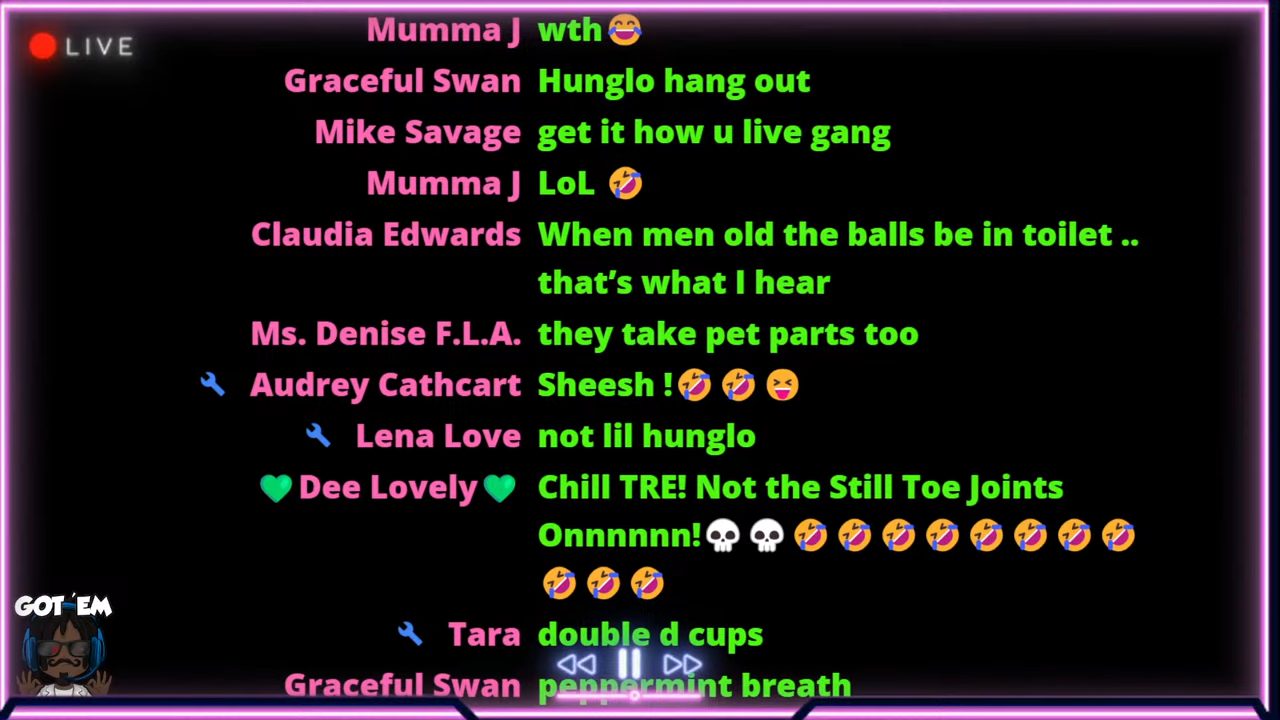 LIVE
Mumma J wth😂
Graceful Swan Hunglo hang out
Mike Savage get it how u live gang
Mumma J LoL 🤣
Claudia Edwards When men old the balls be in toilet ..
that’s what I hear
Ms. Denise F.L.A. they take pet parts too
Audrey Cathcart Sheesh !🤣🤣😝
Lena Love not lil hunglo
💚Dee Lovely💚 Chill TRE! Not the Still Toe Joints
Onnnnnn!💀💀🤣🤣🤣🤣🤣🤣🤣🤣
🤣🤣🤣
GOT 'EM
Tara double d cups
Graceful Swan peppermint breath